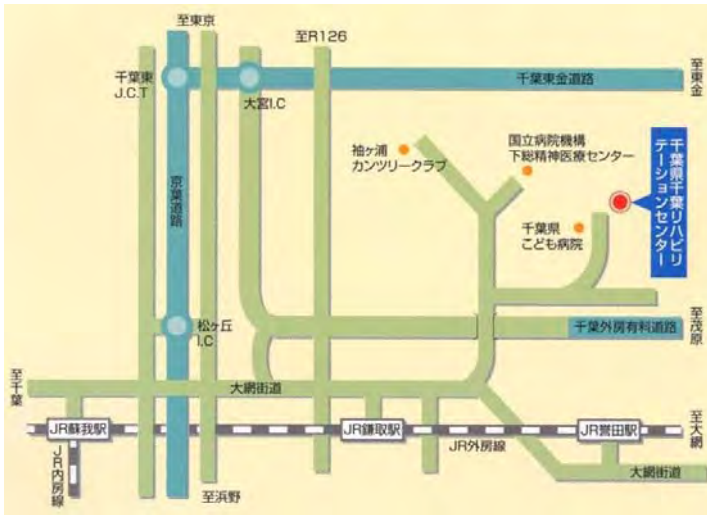 至東京
至R126
千葉東
J.C.T
大宮I.C
千葉東金道路
至東金
袖ヶ浦
カンツリークラブ
国立病院機構
下総精神医療センター
千葉県千葉リハビリ
テーションセンター
京葉道路
千葉県
こども病院
松ヶ丘
I.C
千葉外房有料道路
至茂原
至千葉
大網街道
JR蘇我駅
JR鎌取駅
JR誉田駅
至大網
JR外房線
JR内房線
大網街道
至浜野